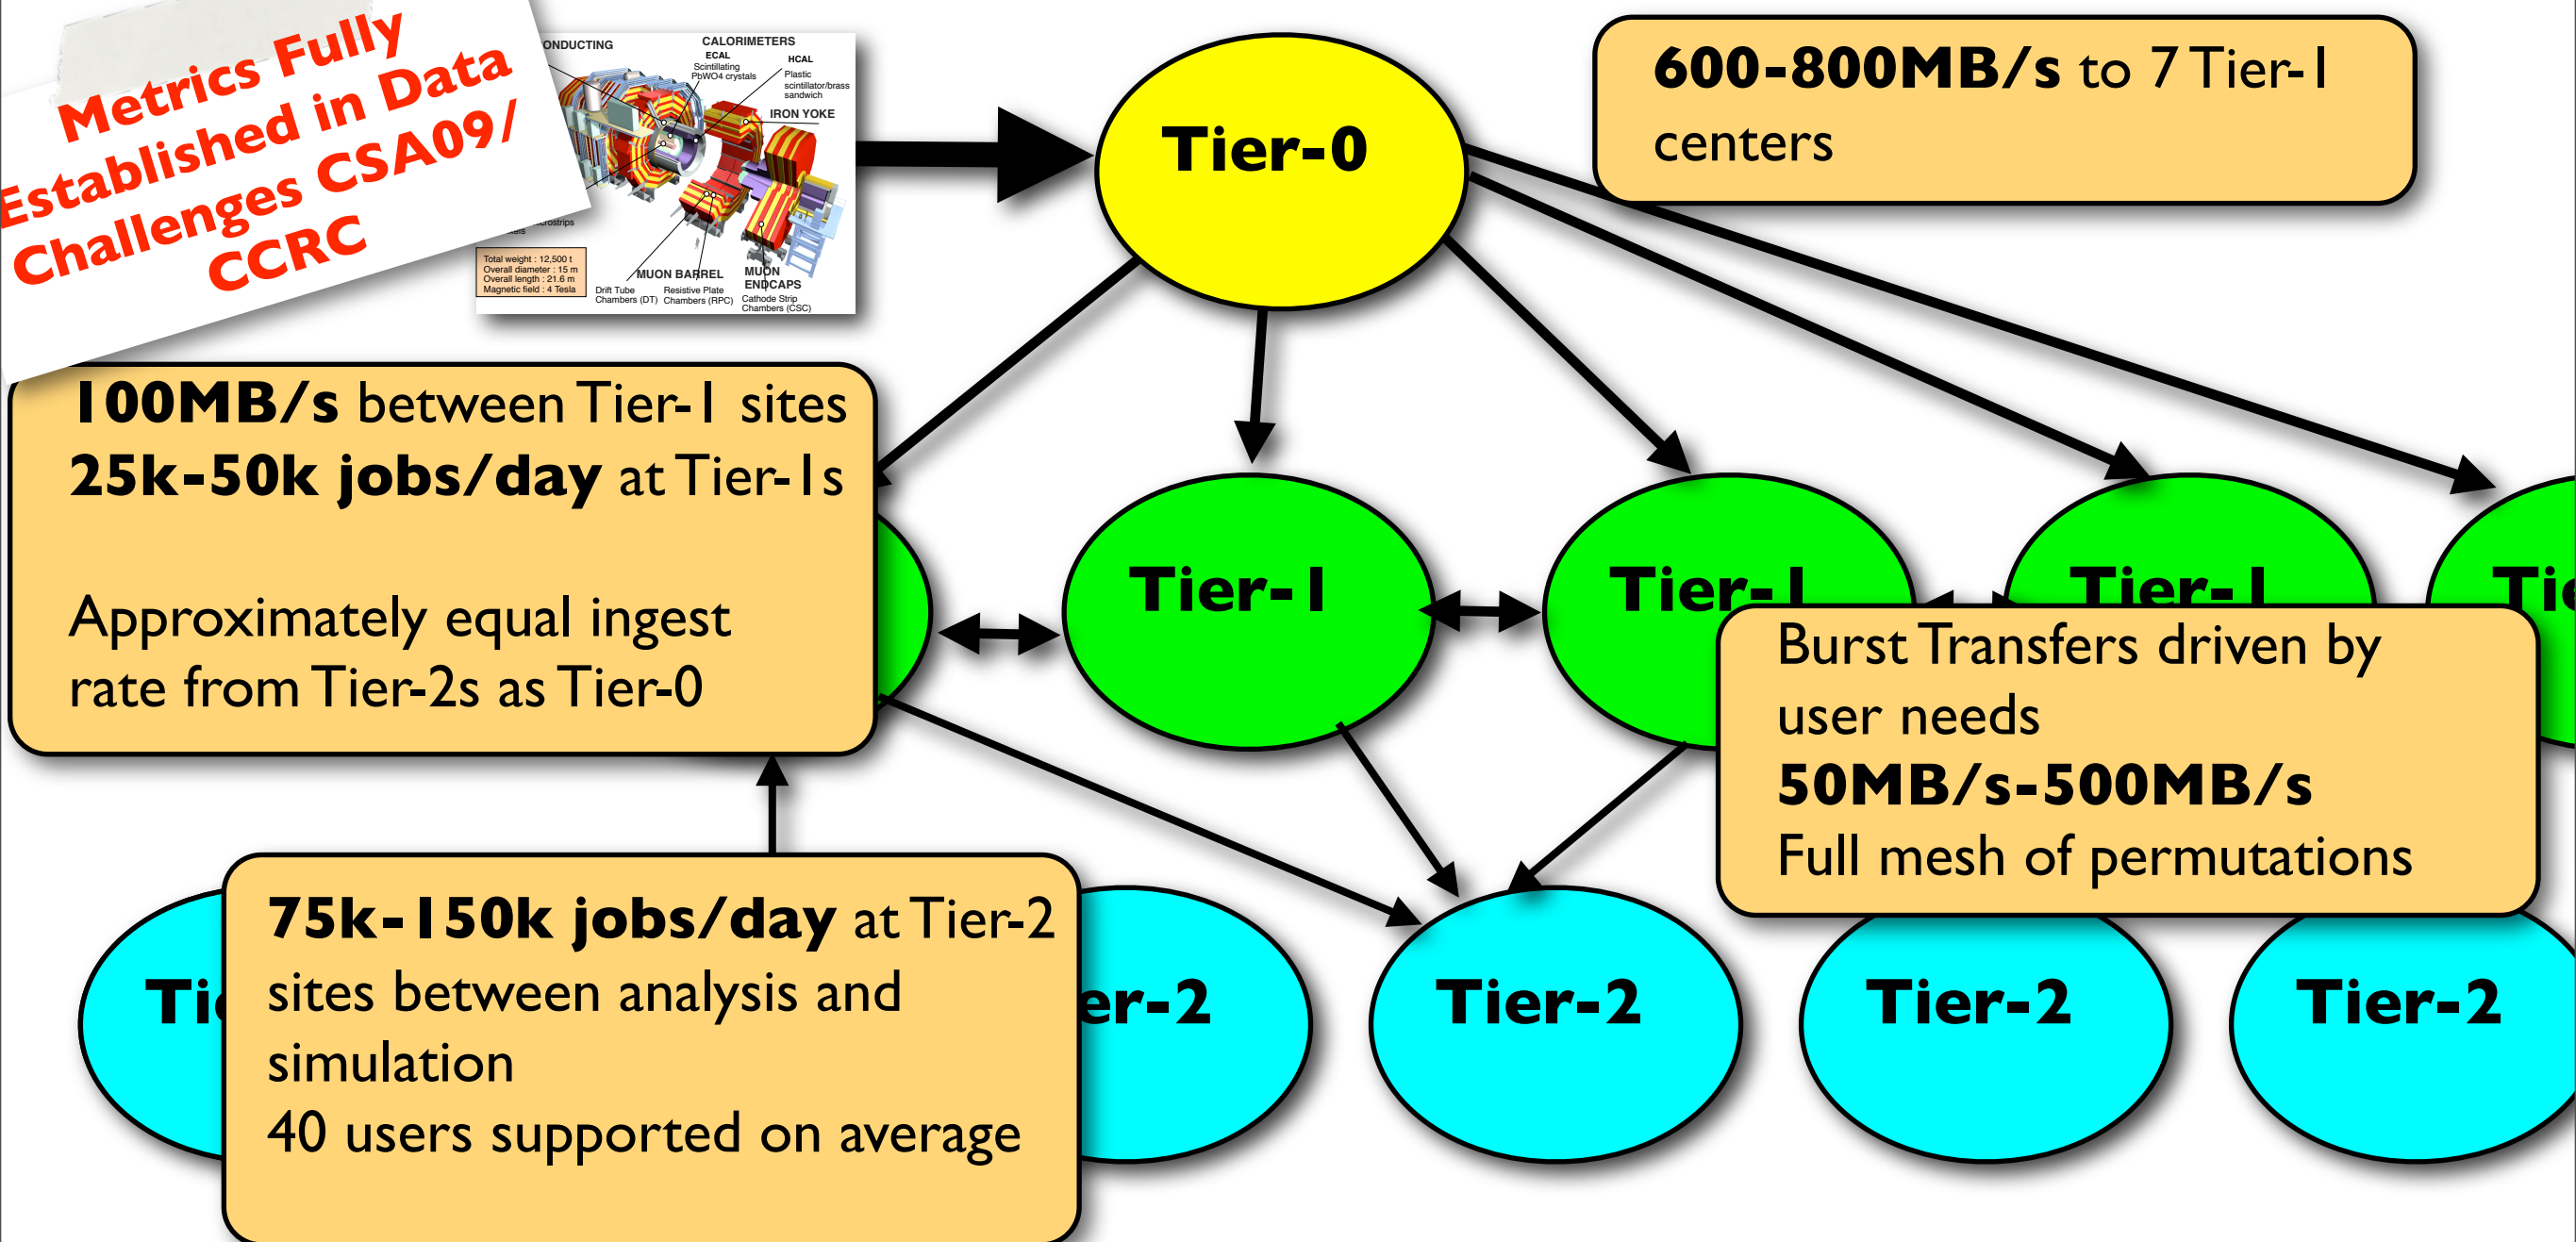 Metrics Fully
Established in Data
Challenges CSA09/
CCRC
CALORIMETERS
ECAL
Scintillating
PbWO4 crystals
HCAL
Plastic
scintillator/brass
sandwich
IRON YOKE
Total weight : 12,500 t
Overall diameter : 15 m
Overall length : 21.6 m
Magnetic field : 4 Tesla
MUON BARREL
Drift Tube
Chambers (DT)
Resistive Plate
Chambers (RPC)
MUON
ENDCAPS
Cathode Strip
Chambers (CSC)
Tier-0
600-800MB/s to 7 Tier-1
centers
100MB/s between Tier-1 sites
25k-50k jobs/day at Tier-1s
Approximately equal ingest
rate from Tier-2s as Tier-0
Tier-1
Tier-1
Tier-1
Burst Transfers driven by
user needs
50MB/s-500MB/s
Full mesh of permutations
75k-150k jobs/day at Tier-2
sites between analysis and
simulation
40 users supported on average
Tier-2
Tier-2
Tier-2